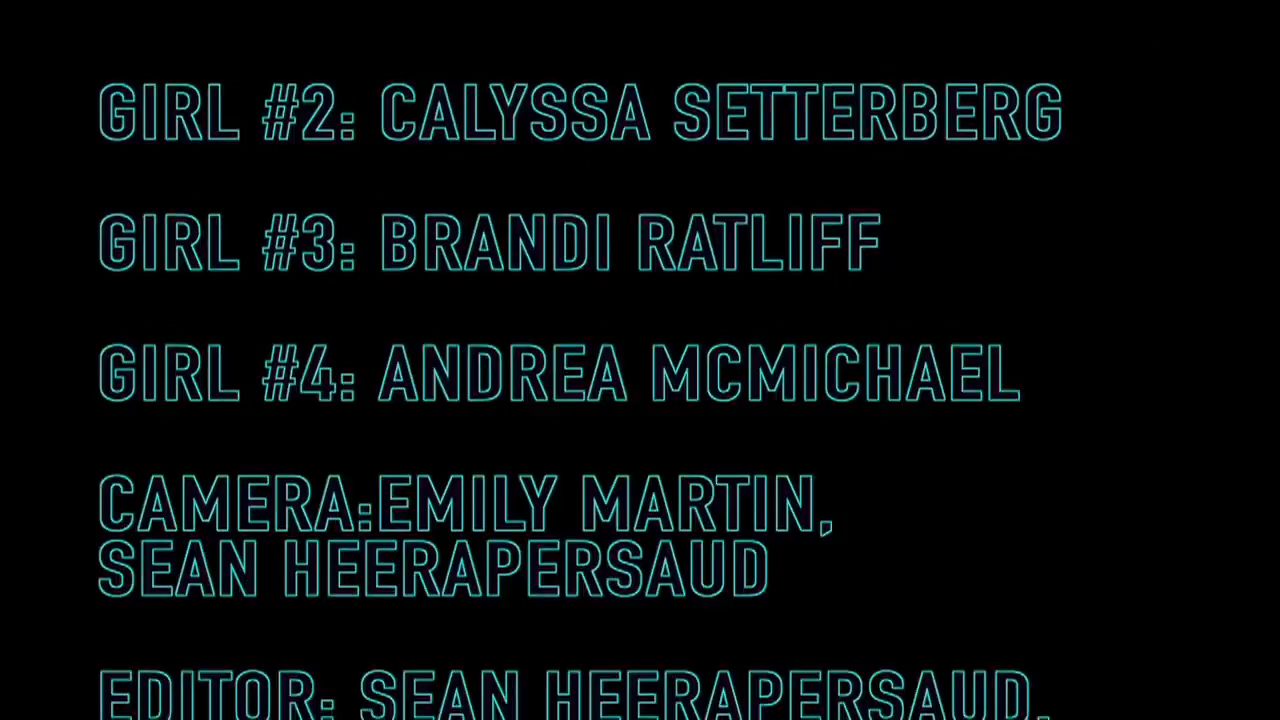 GIRL #2: CALYSSA SETTERBERG
GIRL #3: BRANDI RATLIFF
GIRL #4: ANDREA MCMICHAEL
CAMERA:EMILY MARTIN,
SEAN HEERAPERSAUD
EDITOR: SEAN HEERAPERSAUD,